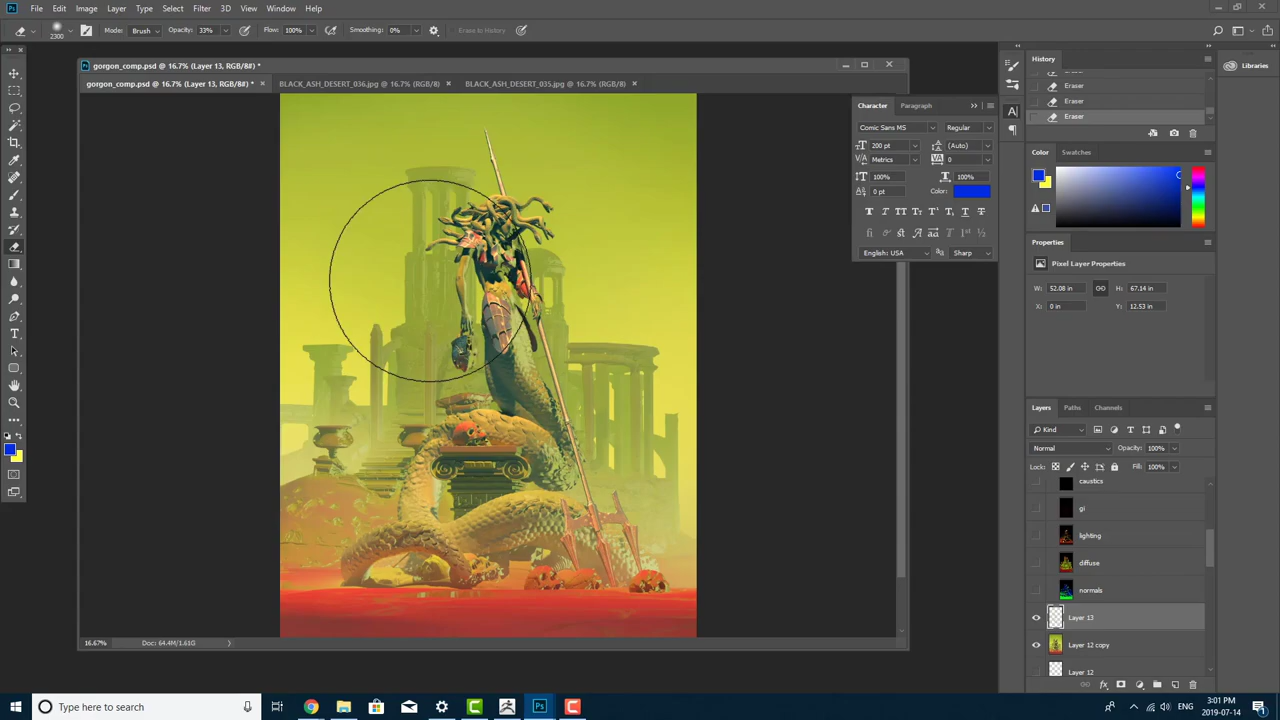 File Edit Image Layer Type Select Filter 3D View Window Help
2300 Mode: Brush Opacity: 33% Flow: 100% Smoothing: 0% Erase to History
gorgon_comp.psd @ 16.7% (Layer 13, RGB/8#) *
gorgon_comp.psd @ 16.7% (Layer 13, RGB/8#) * BLACK_ASH_DESERT_036.jpg @ 16.7% (RGB/8) BLACK_ASH_DESERT_035.jpg @ 16.7% (RGB/8)
Character Paragraph
Comic Sans MS Regular
200 pt (Auto)
Metrics 0
100% 100%
0 pt Color:
English: USA Sharp
History
Eraser
Eraser
Eraser
Eraser
Libraries
Color Swatches
Properties
Pixel Layer Properties
W: 52.08 in H: 67.14 in
X: 0 in Y: 12.53 in
Layers Paths Channels
Kind
Normal Opacity: 100%
Lock: Fill: 100%
caustics
gi
lighting
diffuse
normals
Layer 13
Layer 12 copy
Layer 12
16.67% Doc: 64.4M/1.61G
Type here to search
ENG
3:01 PM
2019-07-14